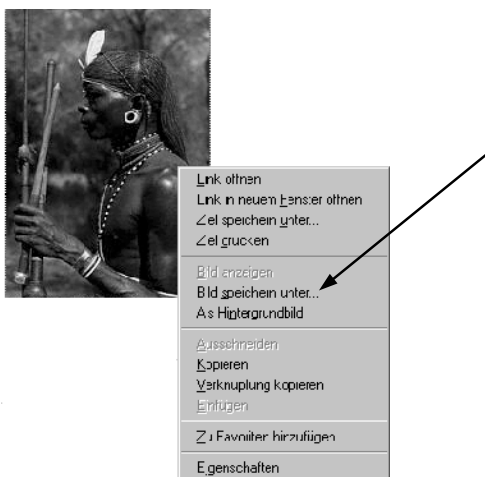 Link öffnen
Link in neuem Fenster öffnen
Ziel speichern unter...
Ziel drucken
Bild anzeigen
Bild speichern unter...
Als Hintergrundbild
Ausschneiden
Kopieren
Verknüpfung kopieren
Einfügen
Zu Favoriten hinzufügen
Eigenschaften